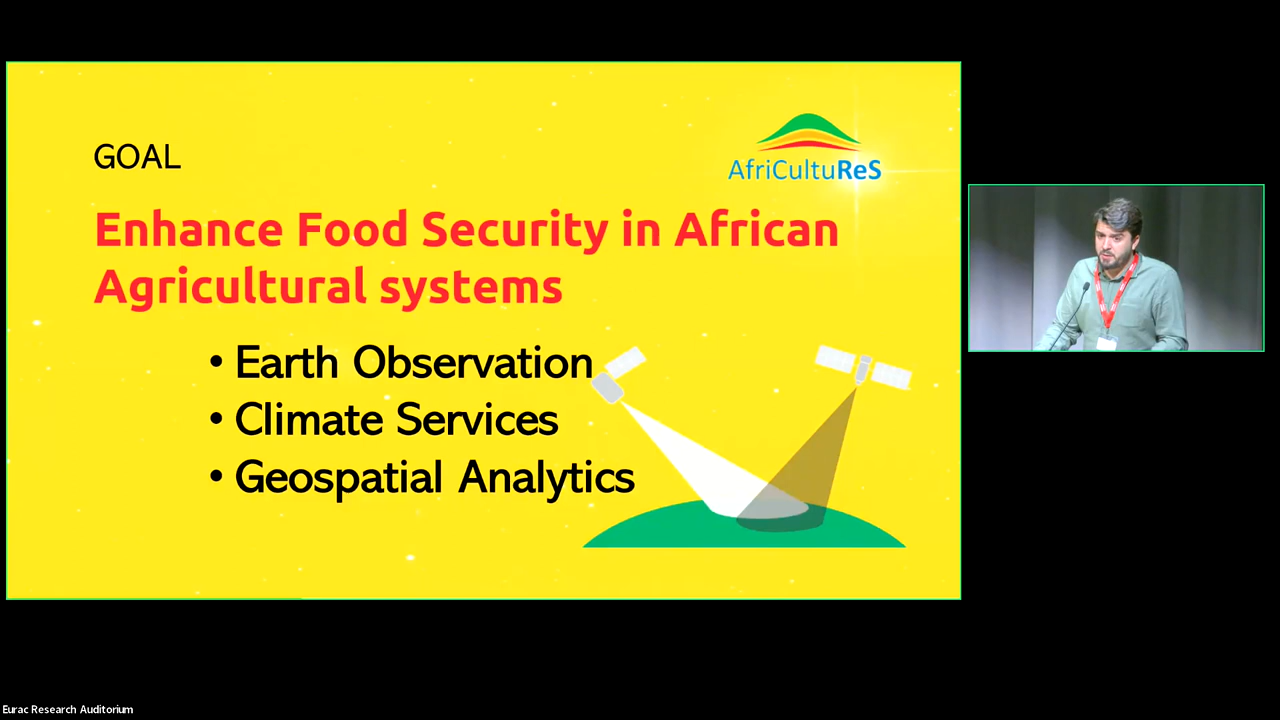 GOAL
AfriCultuReS
Enhance Food Security in African
Agricultural systems
• Earth Observation
• Climate Services
• Geospatial Analytics
Eurac Research Auditorium